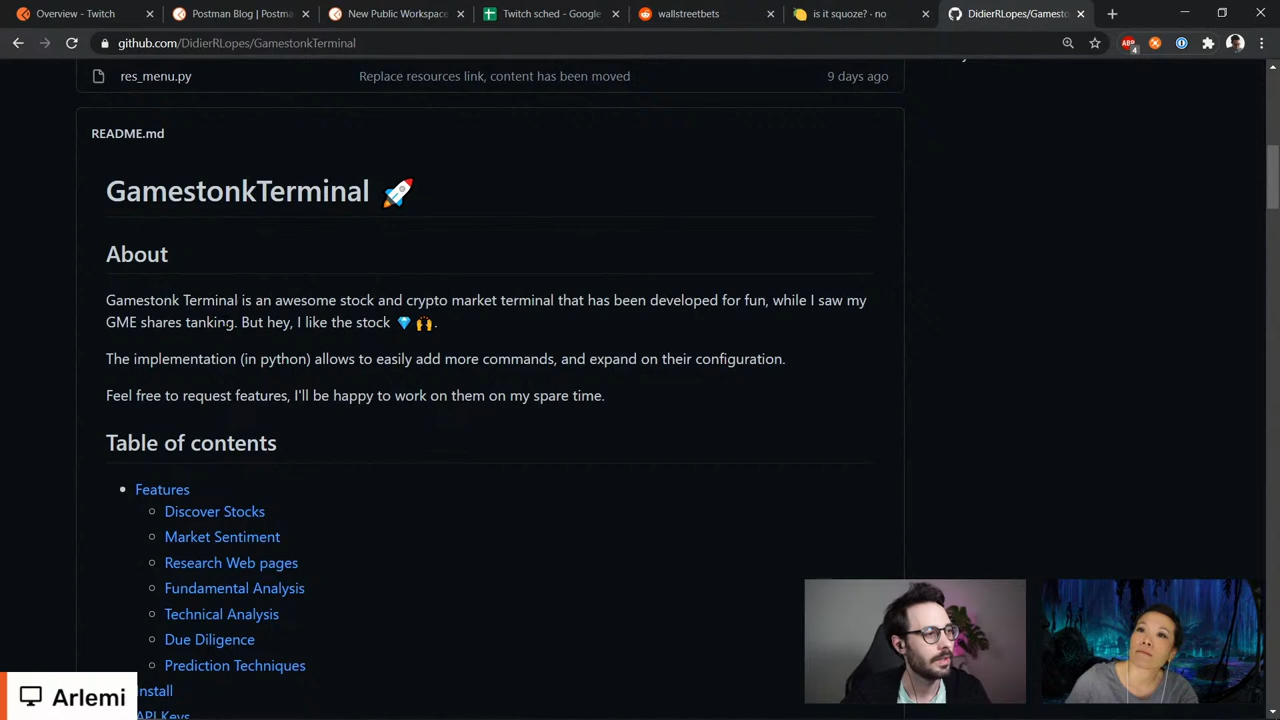 Overview - Twitch
Postman Blog | Postma
New Public Workspace
Twitch sched - Google
wallstreetbets
is it squoze? - no
DidierRLopes/Gamesto
github.com/DidierRLopes/GamestonkTerminal
ABP
4
res_menu.py
Replace resources link, content has been moved
9 days ago
README.md
GamestonkTerminal 🚀
About
Gamestonk Terminal is an awesome stock and crypto market terminal that has been developed for fun, while I saw my
GME shares tanking. But hey, I like the stock 💎 🙌.
The implementation (in python) allows to easily add more commands, and expand on their configuration.
Feel free to request features, I'll be happy to work on them on my spare time.
Table of contents
Features
Discover Stocks
Market Sentiment
Research Web pages
Fundamental Analysis
Technical Analysis
Due Diligence
Prediction Techniques
Install
API Keys
Arlemi